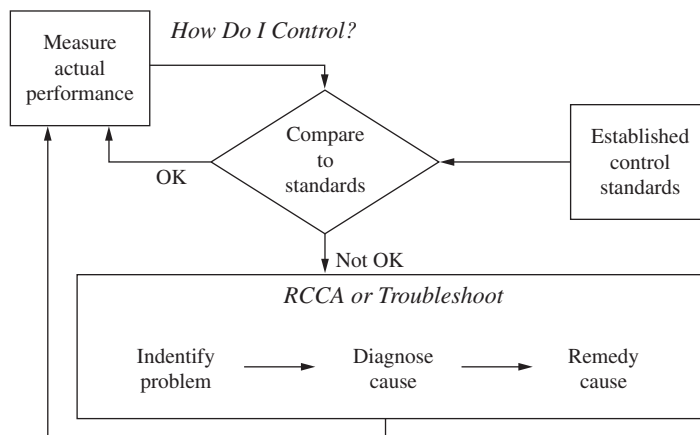 How Do I Control?
Measure
actual
performance
Compare
to
standards
Established
control
standards
OK
Not OK
RCCA or Troubleshoot
Indentify
problem
Diagnose
cause
Remedy
cause